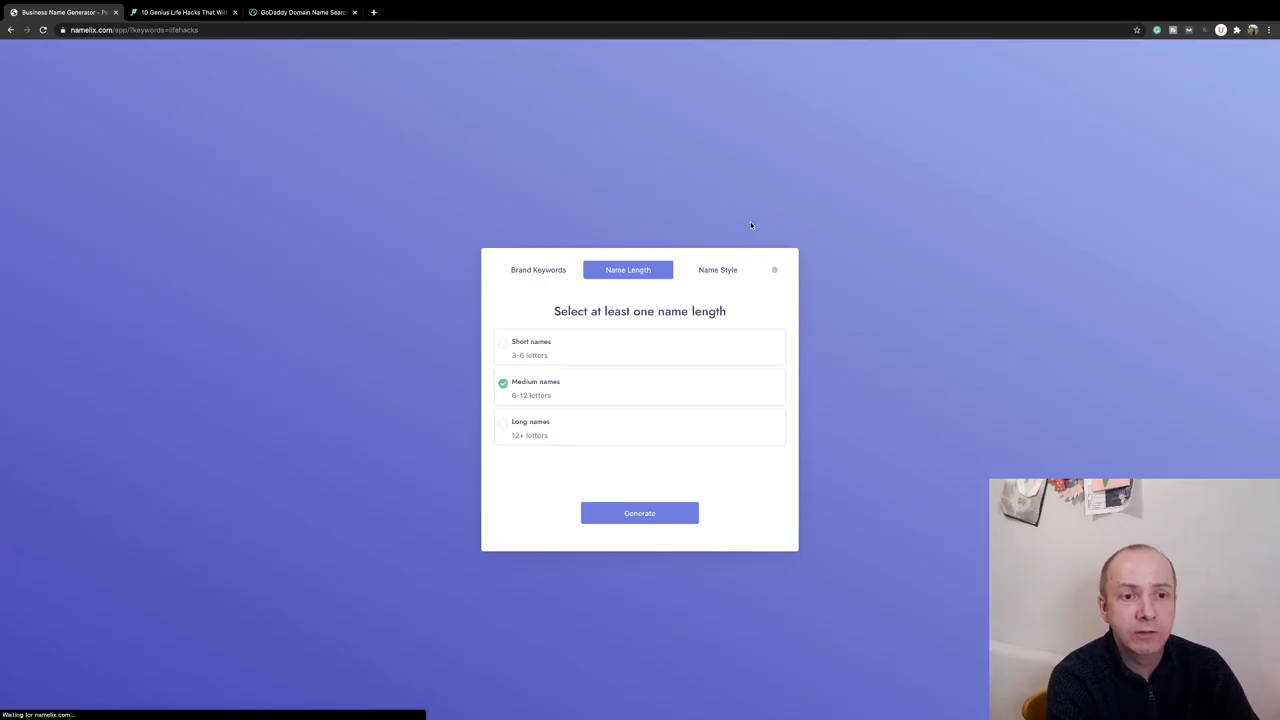 Business Name Generator - Po
10 Genius Life Hacks That Wil
GoDaddy Domain Name Searc
namelix.com/app/?keywords=lifehacks
U
Brand Keywords
Name Length
Name Style
Select at least one name length
Short names
3-6 letters
Medium names
6-12 letters
Long names
12+ letters
Generate
Waiting for namelix.com...